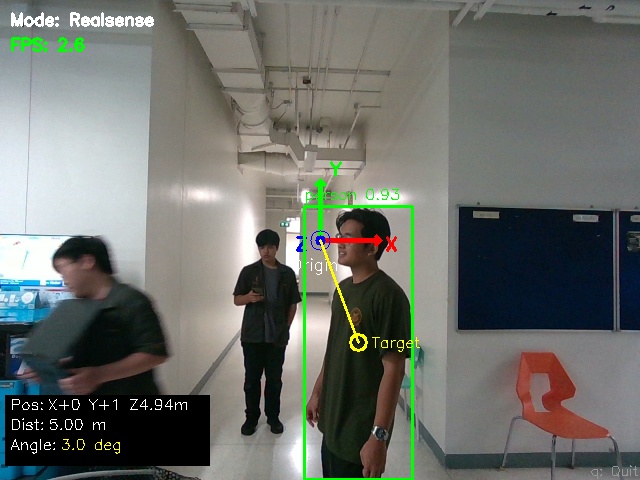 Mode: Realsense
FPS: 2.6
Y
person 0.93
Z
X
Origin
Target
Pos: X+0 Y+1 Z4.94m
Dist: 5.00 m
Angle: 3.0 deg
q: Quit